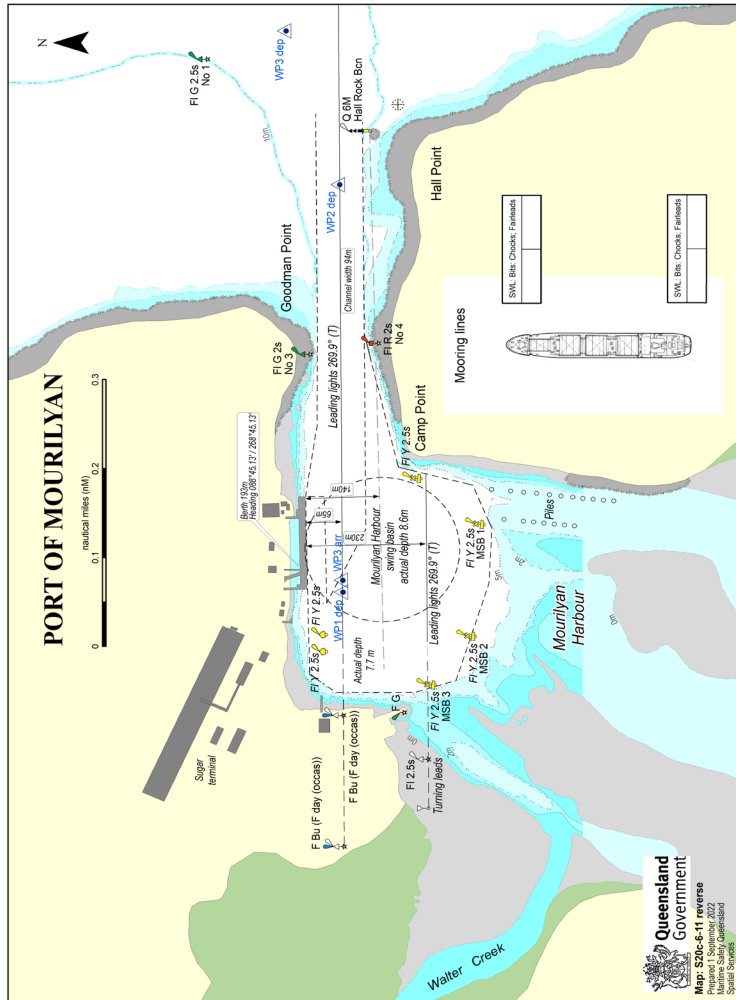 PORT OF MOURILYAN
N
nautical miles (nM)
0
0.1
0.2
0.3
Fl G 2.5s
No 1
WP3 dep
10m
Q 6M
Hall Rock Bcn
WP2 dep
Goodman Point
Hall Point
Channel width 94m
Fl G 2s
No 3
Leading lights 269.9° (T)
Fl R 2s
No 4
Camp Point
Berth 193m
Heading 088°45.13' / 268°45.13'
140m
65m
230m
Fl Y 2.5s
Mourilyan Harbour
swing basin
actual depth 8.6m
Leading lights 269.9° (T)
WP3 arr
WP1 dep
Fl Y 2.5s
MSB 1
Piles
5m
2m
0m
Fl Y 2.5s
Fl Y 2.5s
Actual depth
7.7 m
Fl Y 2.5s
MSB 2
Mourilyan
Harbour
Fl Y 2.5s
MSB 3
F G
0m
2m
F Bu (F day (occas))
F Bu (F day (occas))
Fl 2.5s
Turning leads
Sugar
terminal
Walter Creek
Mooring lines
SWL: Bits: Chocks; Fairleads
SWL: Bits: Chocks; Fairleads
Queensland
Government
Map: S20c-6-11 reverse
Prepared 1 September 2022
Maritime Safety Queensland
Spatial Services